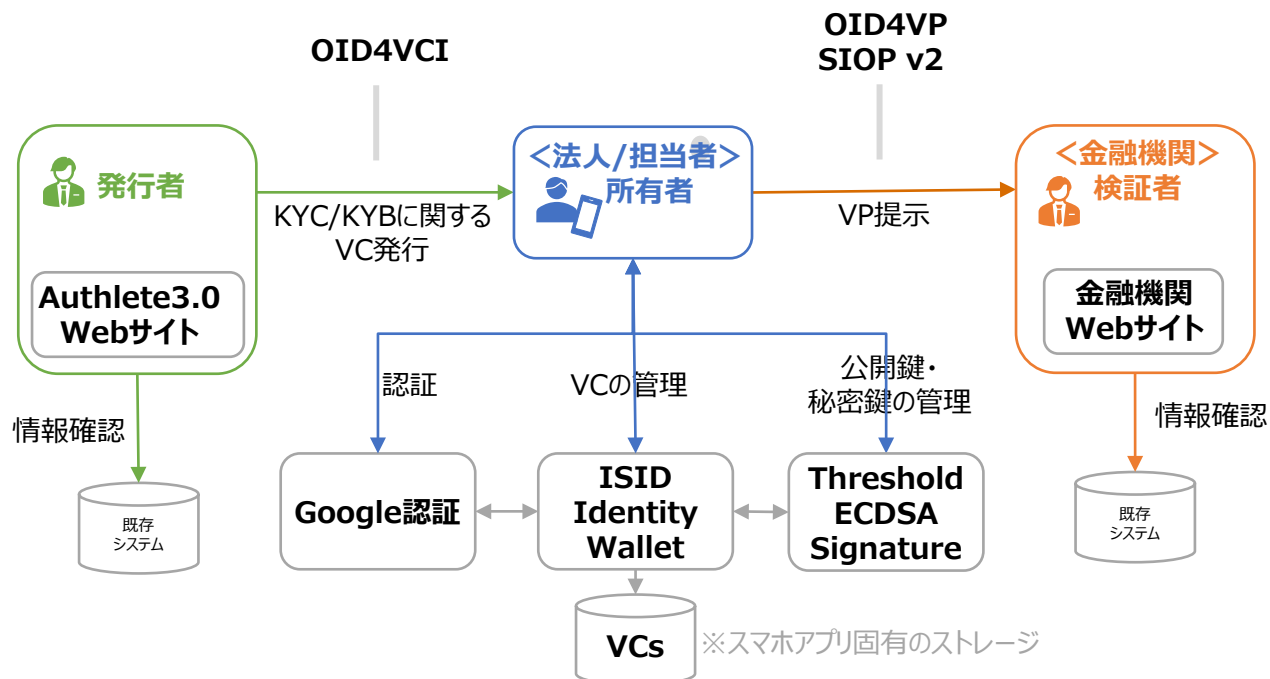 OID4VCI
OID4VP
SIOP v2
発行者
Authlete3.0
Webサイト
KYC/KYBに関する
VC発行
＜法人/担当者＞
所有者
VP提示
＜金融機関＞
検証者
金融機関
Webサイト
情報確認
既存
システム
認証
VCの管理
公開鍵・
秘密鍵の管理
情報確認
既存
システム
Google認証
ISID
Identity
Wallet
Threshold
ECDSA
Signature
VCs
※スマホアプリ固有のストレージ